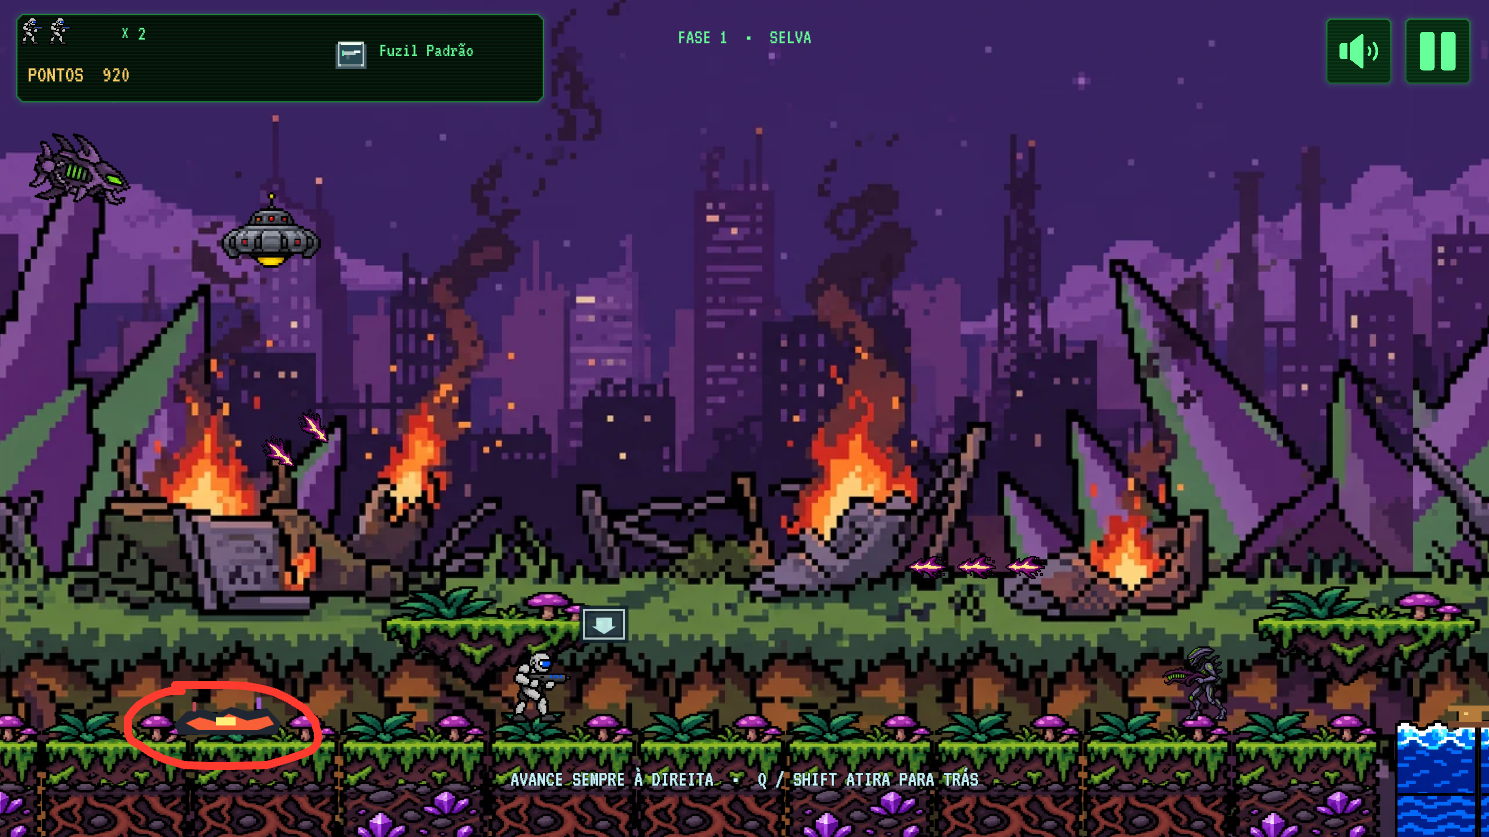 X 2
Fuzil Padrão
PONTOS 920
FASE 1 · SELVA
AVANCE SEMPRE À DIREITA · Q / SHIFT ATIRA PARA TRÁS